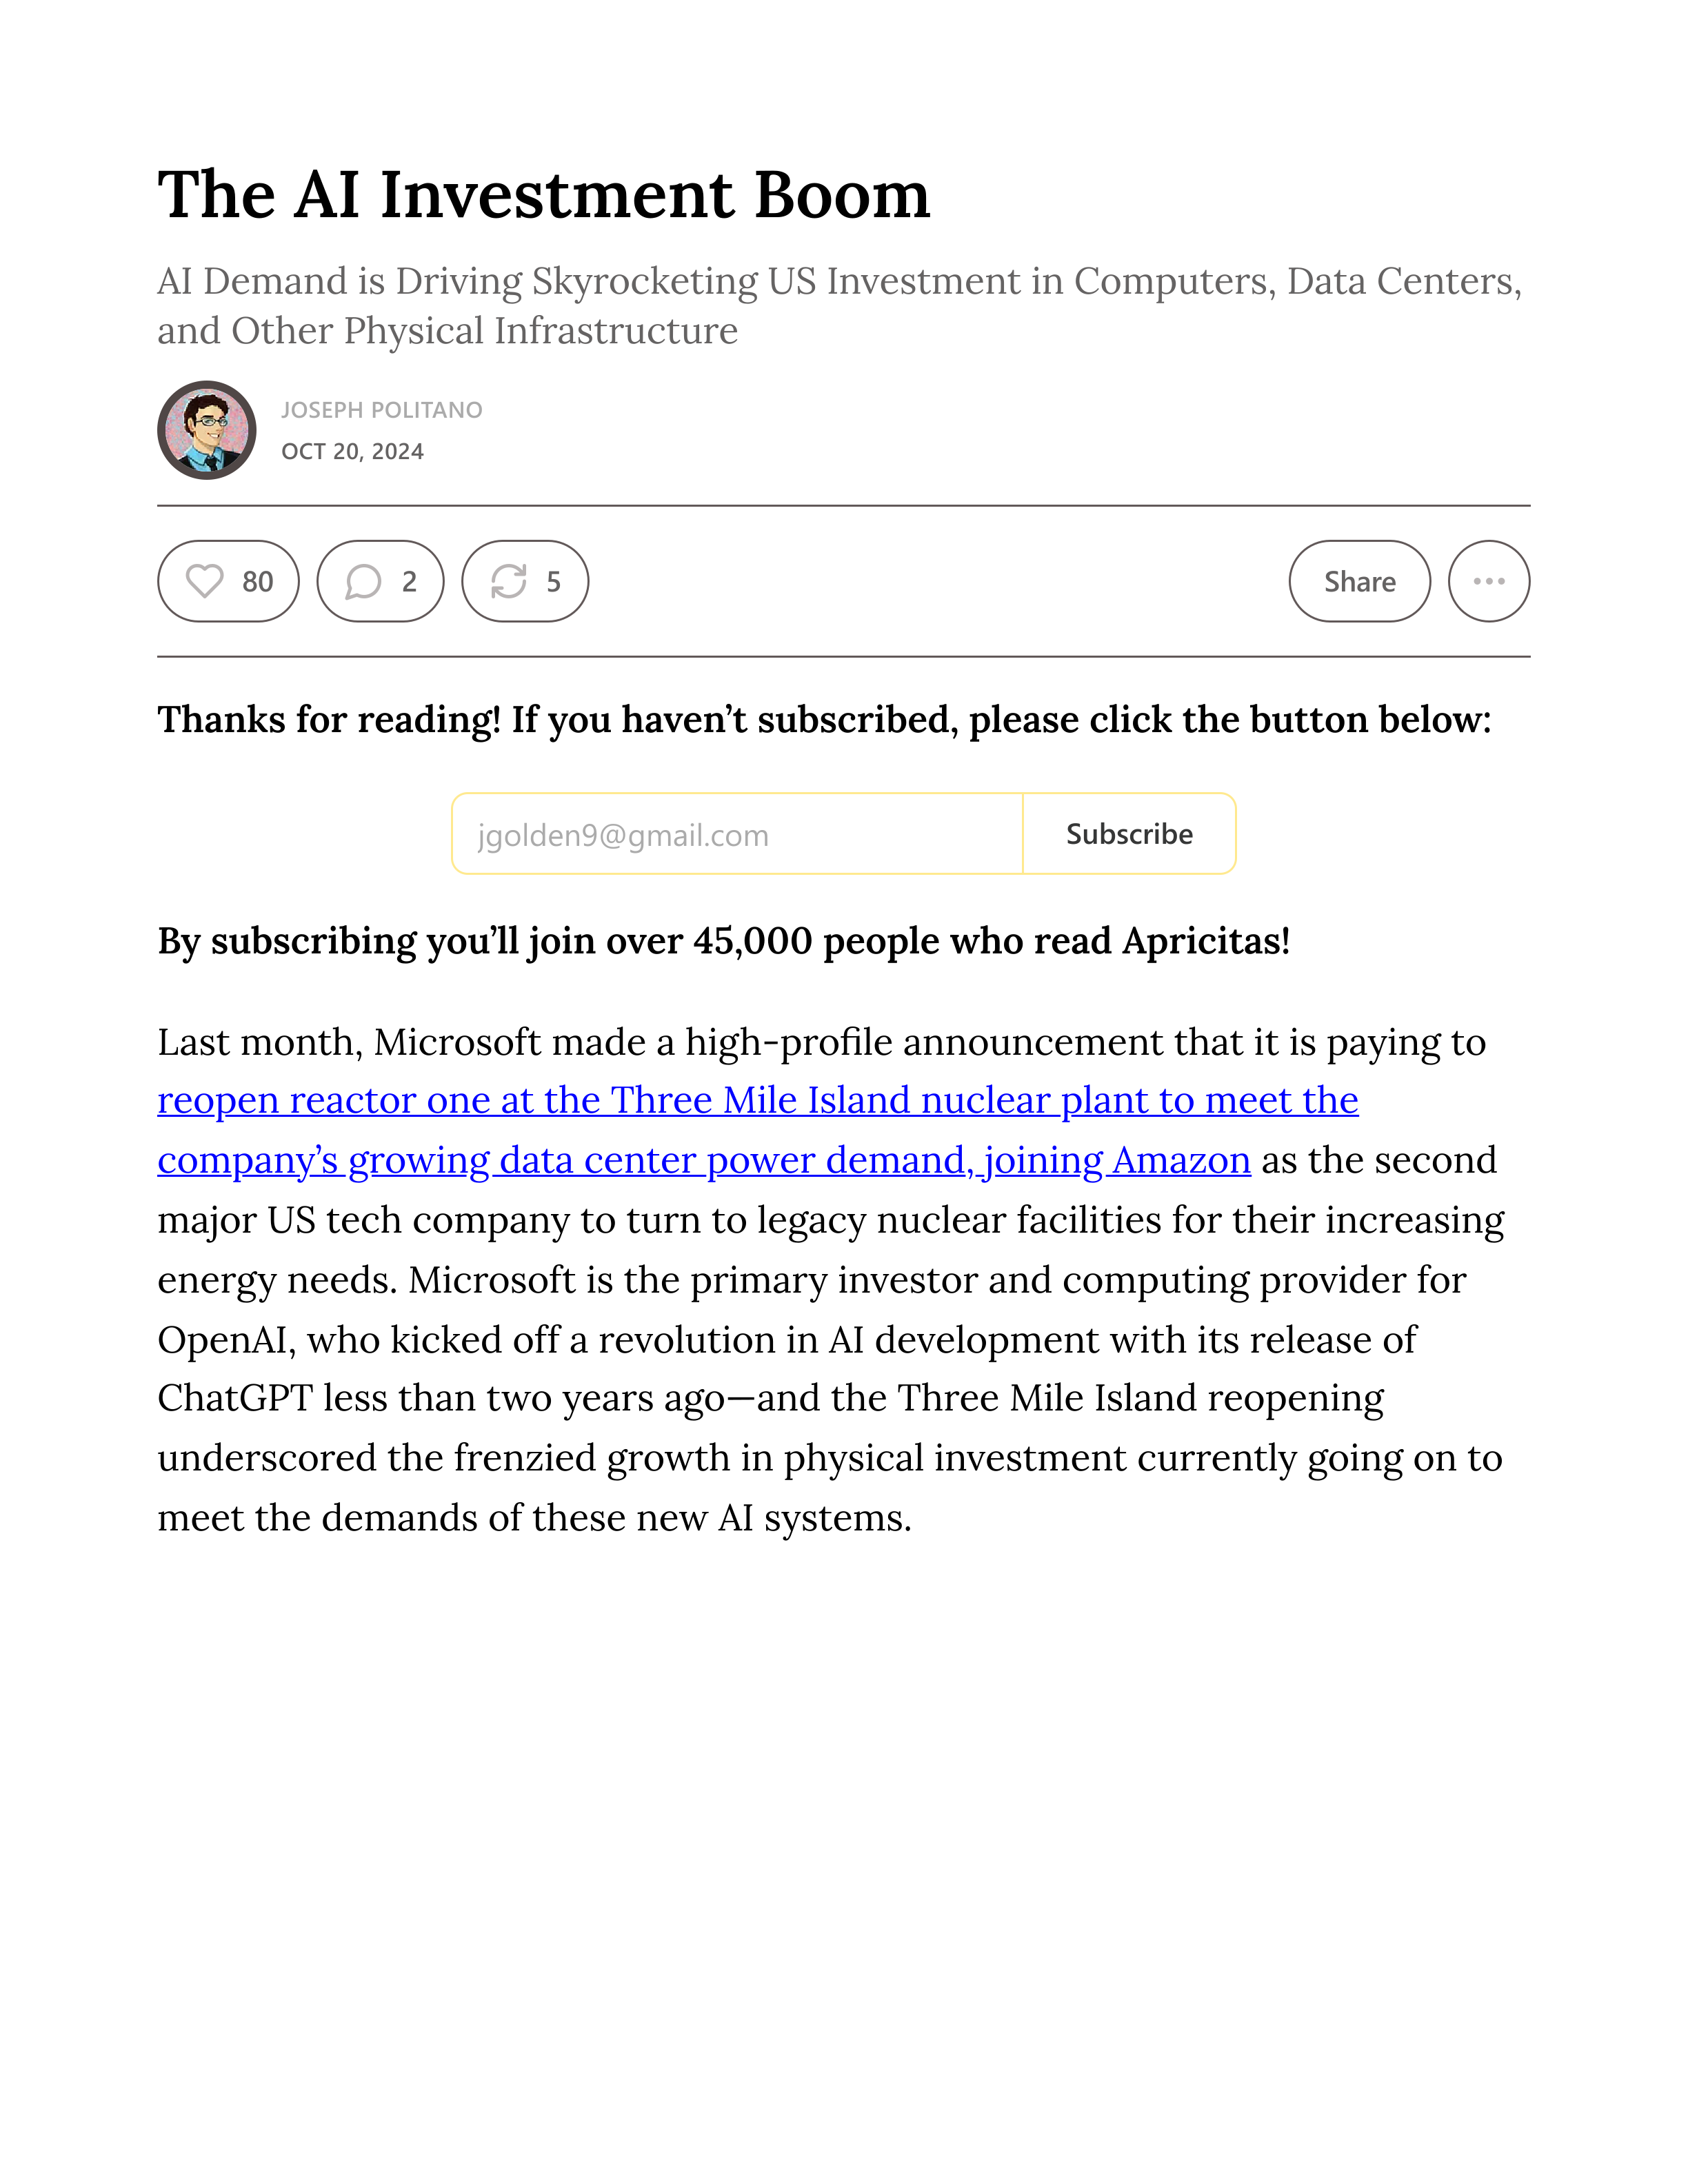 The AI Investment Boom
AI Demand is Driving Skyrocketing US Investment in Computers, Data Centers,
and Other Physical Infrastructure
JOSEPH POLITANO
OCT 20, 2024
80
2
5
Share
Thanks for reading! If you haven’t subscribed, please click the button below:
jgolden9@gmail.com
Subscribe
By subscribing you’ll join over 45,000 people who read Apricitas!
Last month, Microsoft made a high-profile announcement that it is paying to
reopen reactor one at the Three Mile Island nuclear plant to meet the
company’s growing data center power demand, joining Amazon as the second
major US tech company to turn to legacy nuclear facilities for their increasing
energy needs. Microsoft is the primary investor and computing provider for
OpenAI, who kicked off a revolution in AI development with its release of
ChatGPT less than two years ago—and the Three Mile Island reopening
underscored the frenzied growth in physical investment currently going on to
meet the demands of these new AI systems.